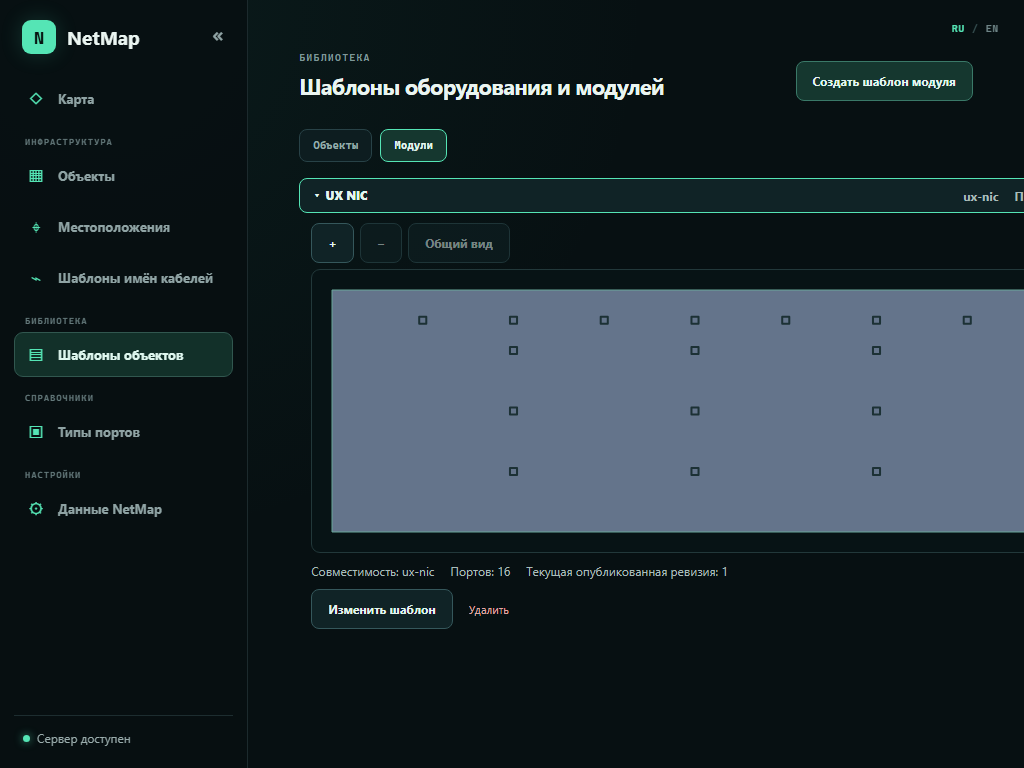 N NetMap «
RU / EN
Карта
ИНФРАСТРУКТУРА
Объекты
Местоположения
Шаблоны имён кабелей
БИБЛИОТЕКА
Шаблоны объектов
СПРАВОЧНИКИ
Типы портов
НАСТРОЙКИ
Данные NetMap
Сервер доступен
БИБЛИОТЕКА
Шаблоны оборудования и модулей
Создать шаблон модуля
Объекты Модули
UX NIC ux-nic П
+ − Общий вид
Совместимость: ux-nic Портов: 16 Текущая опубликованная ревизия: 1
Изменить шаблон Удалить